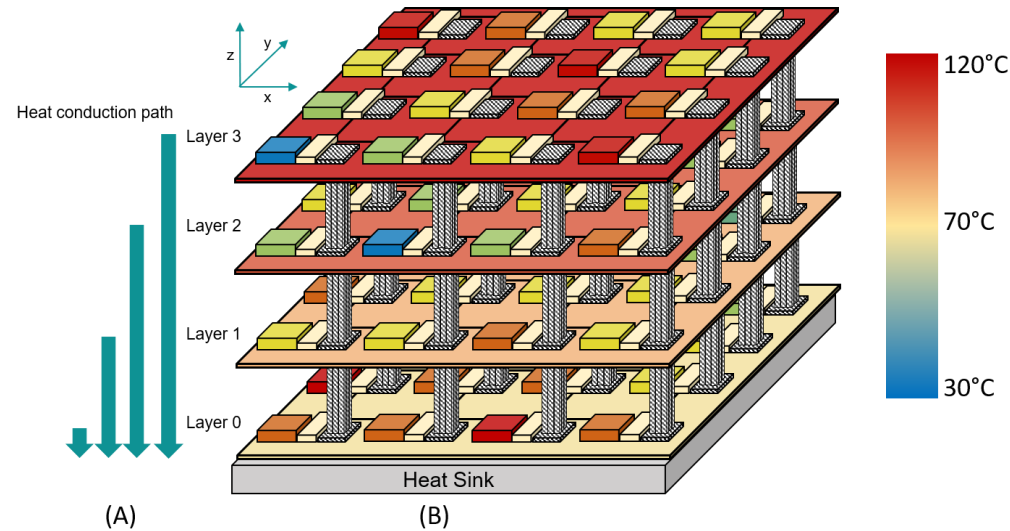 z
y
x
120°C
Heat conduction path
Layer 3
Layer 2
70°C
Layer 1
30°C
Layer 0
Heat Sink
(A)
(B)